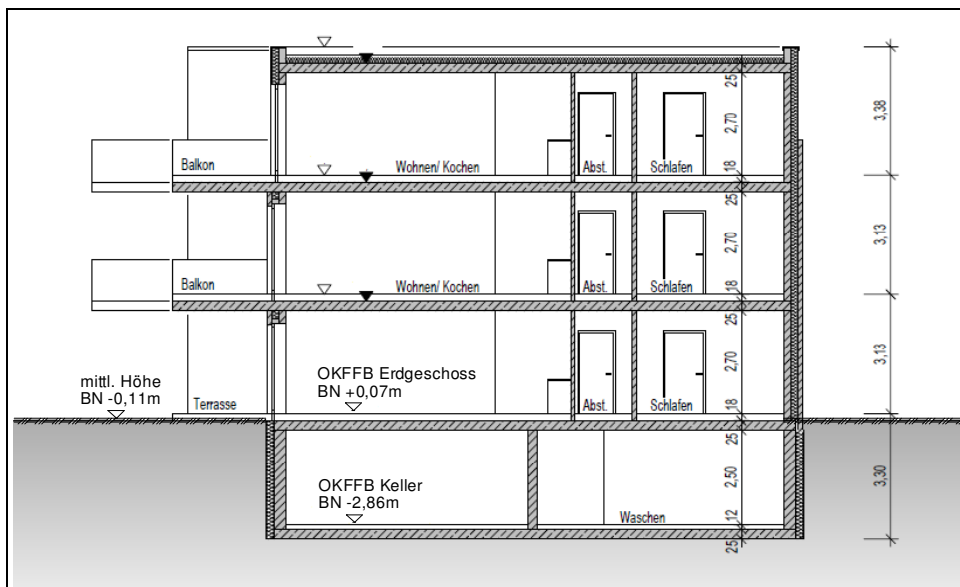 25
2,70
3,38
Balkon
Wohnen/ Kochen
Abst.
Schlafen
18
25
2,70
3,13
Balkon
Wohnen/ Kochen
Abst.
Schlafen
18
25
2,70
3,13
mittl. Höhe
BN -0,11m
OKFFB Erdgeschoss
BN +0,07m
Terrasse
Abst.
Schlafen
18
25
2,50
3,30
OKFFB Keller
BN -2,86m
Waschen
12
25